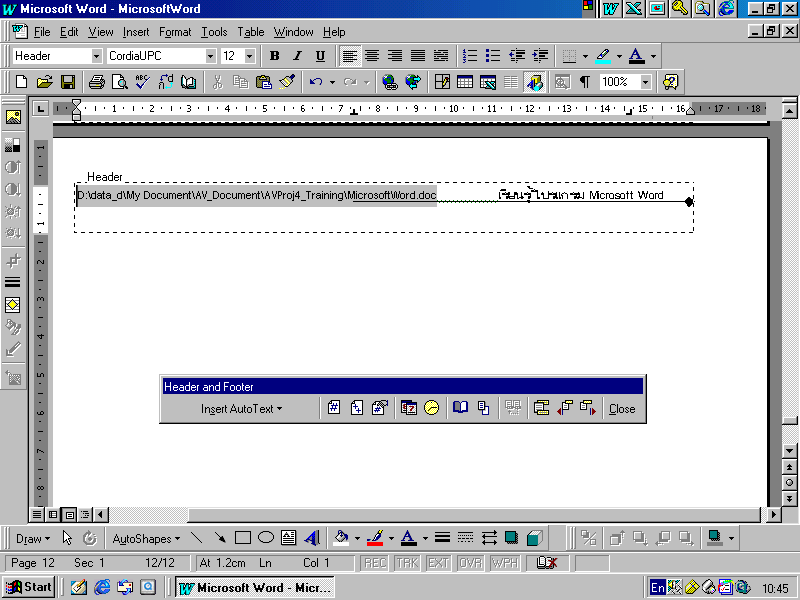 Microsoft Word - MicrosoftWord
File Edit View Insert Format Tools Table Window Help
Header CordiaUPC 12 B I U
100%
1 2 3 4 5 6 7 8 9 10 11 12 13 14 15 16 17 18
Header
D:\data_d\My Document\AV_Document\AVProj4_Training\MicrosoftWord.doc เรียนรู้โปรแกรม Microsoft Word
Header and Footer
Insert AutoText Close
Draw AutoShapes
Page 12 Sec 1 12/12 At 1.2cm Ln Col 1 REC TRK EXT OVR WPH
Start Microsoft Word - Micr... En 10:45